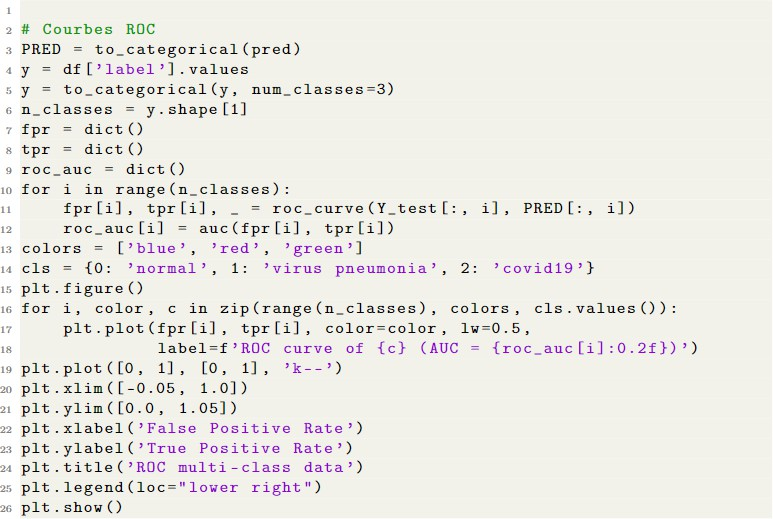 1
2 # Courbes ROC
3 PRED = to_categorical(pred)
4 y = df['label'].values
5 y = to_categorical(y, num_classes=3)
6 n_classes = y.shape[1]
7 fpr = dict()
8 tpr = dict()
9 roc_auc = dict()
10 for i in range(n_classes):
11     fpr[i], tpr[i], _ = roc_curve(Y_test[:, i], PRED[:, i])
12     roc_auc[i] = auc(fpr[i], tpr[i])
13 colors = ['blue', 'red', 'green']
14 cls = {0: 'normal', 1: 'virus pneumonia', 2: 'covid19'}
15 plt.figure()
16 for i, color, c in zip(range(n_classes), colors, cls.values()):
17     plt.plot(fpr[i], tpr[i], color=color, lw=0.5,
18              label=f'ROC curve of {c} (AUC = {roc_auc[i]:0.2f})')
19 plt.plot([0, 1], [0, 1], 'k--')
20 plt.xlim([-0.05, 1.0])
21 plt.ylim([0.0, 1.05])
22 plt.xlabel('False Positive Rate')
23 plt.ylabel('True Positive Rate')
24 plt.title('ROC multi-class data')
25 plt.legend(loc="lower right")
26 plt.show()